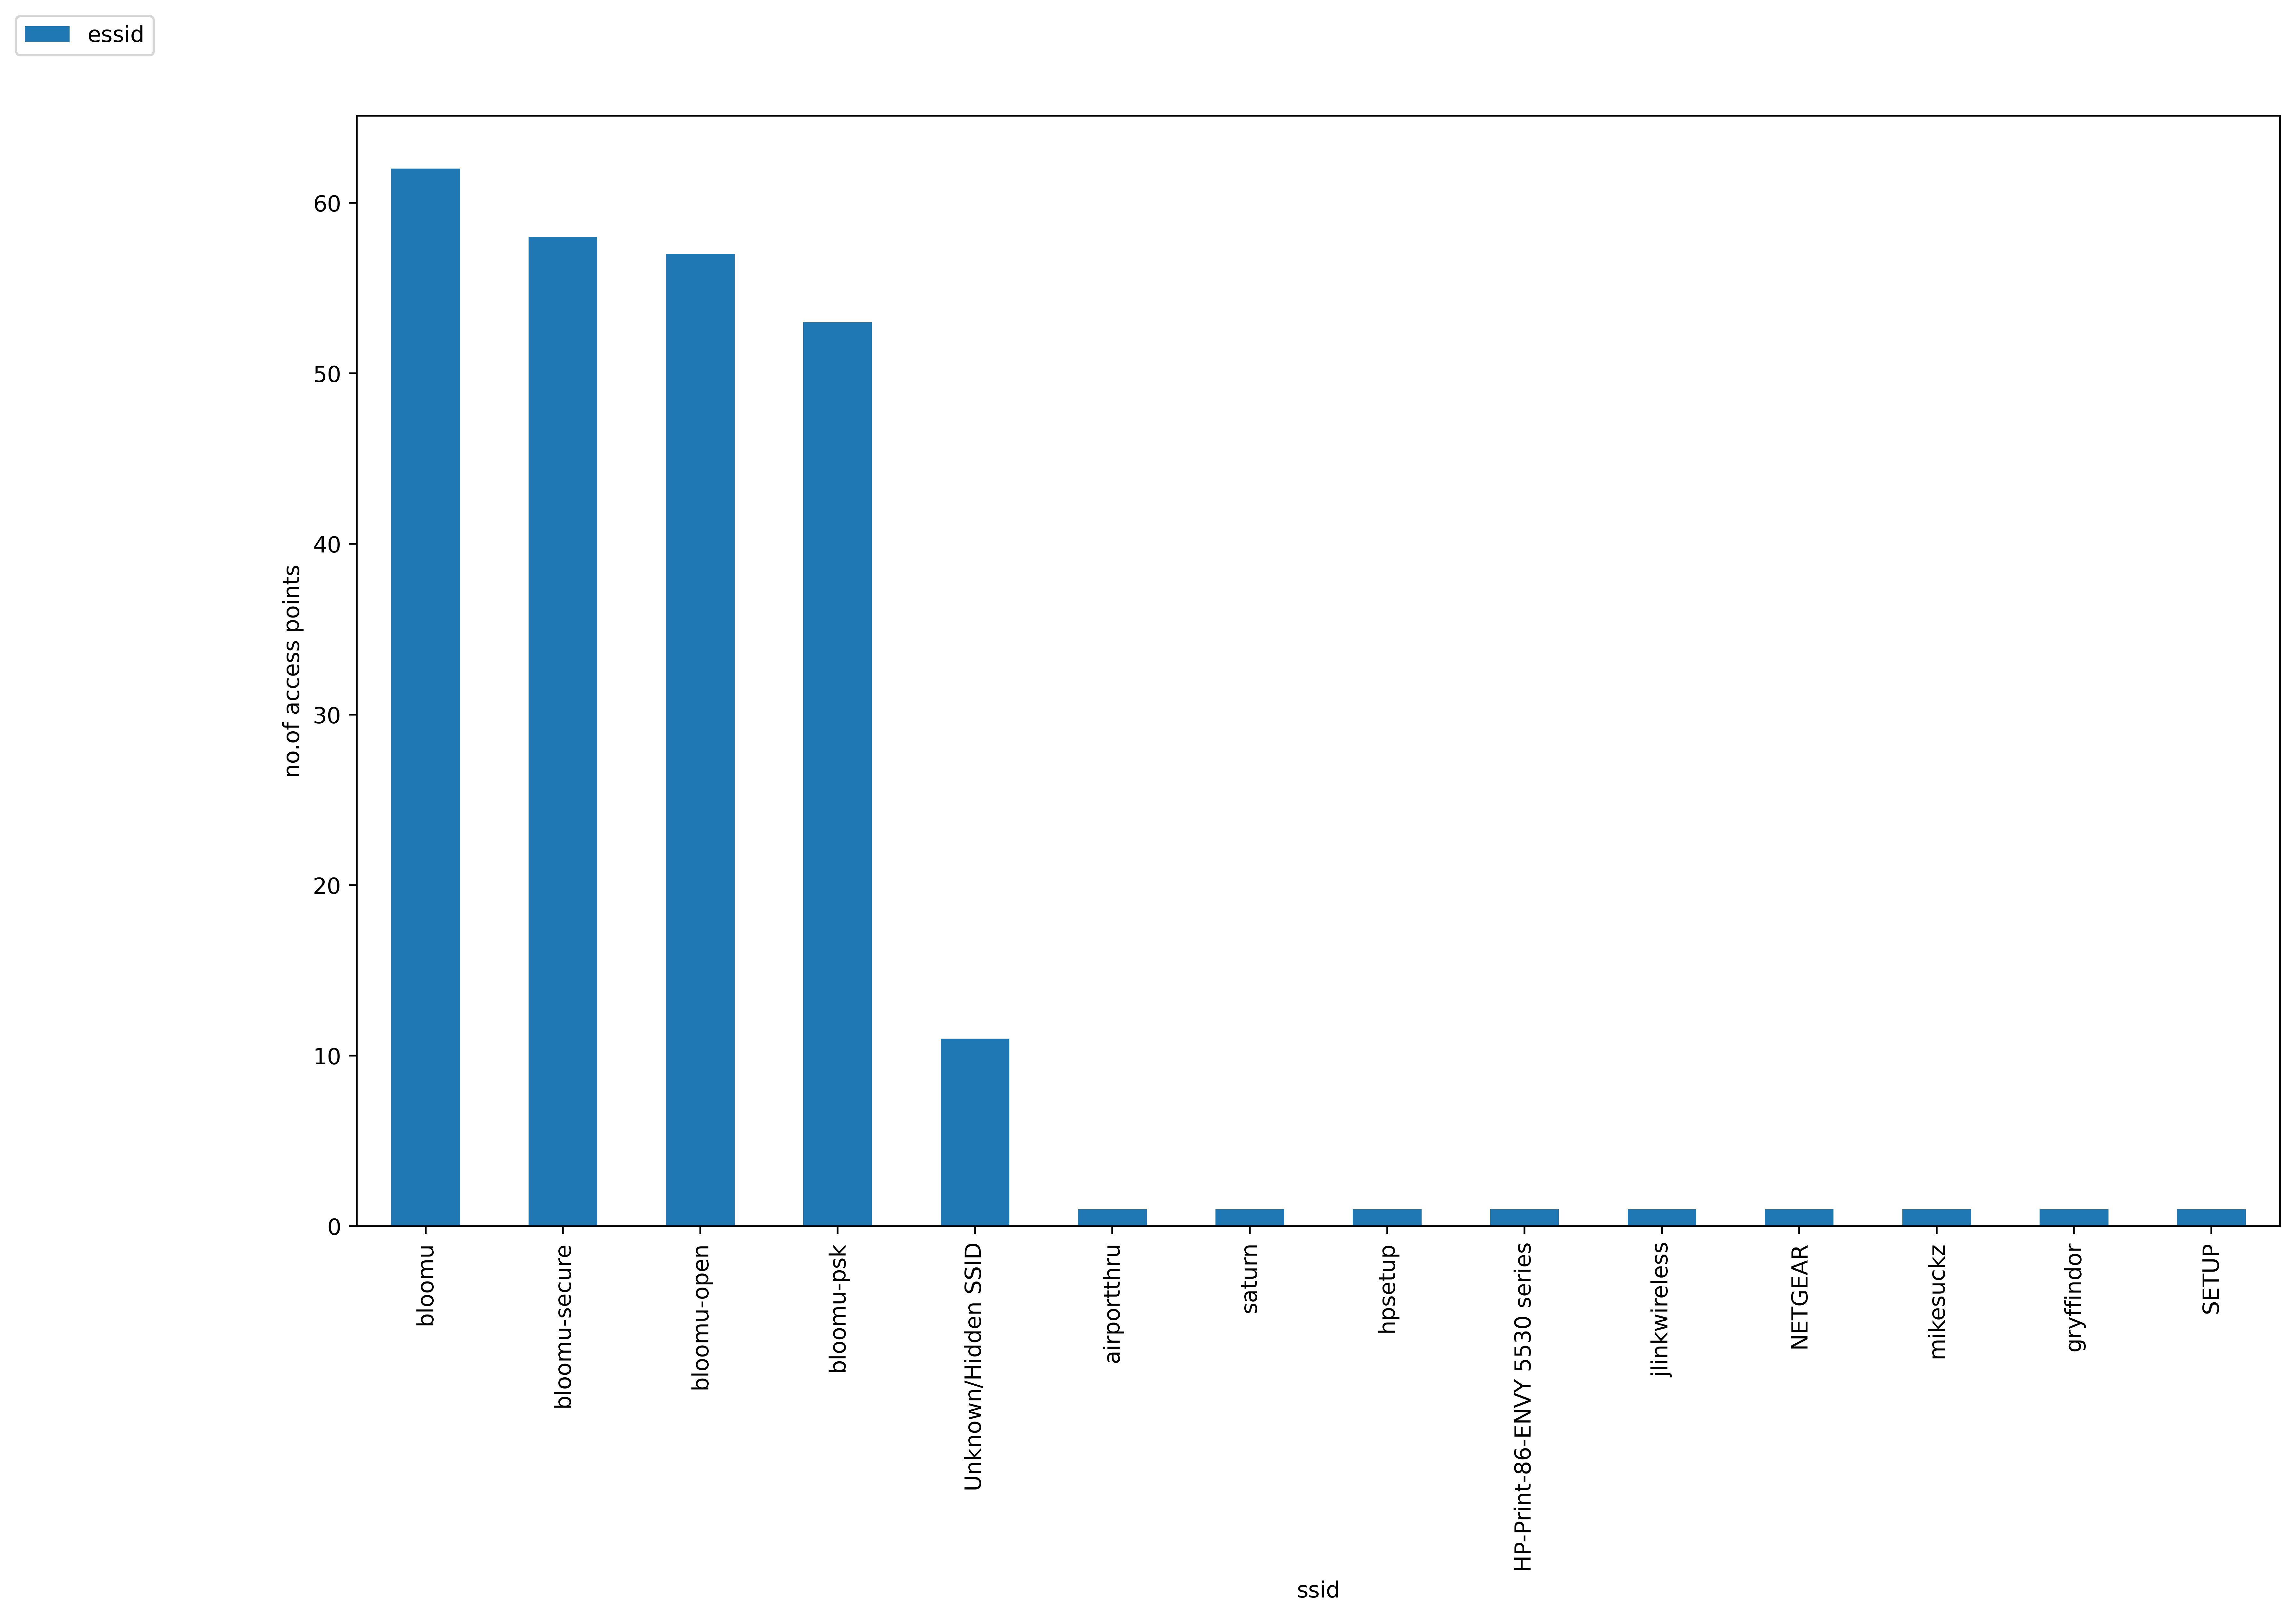 essid
60
50
40
30
20
10
0
no.of access points
bloomu
bloomu-secure
bloomu-open
bloomu-psk
Unknown/Hidden SSID
airportthru
saturn
hpsetup
HP-Print-86-ENVY 5530 series
jlinkwireless
NETGEAR
mikesuckz
gryffindor
SETUP
ssid